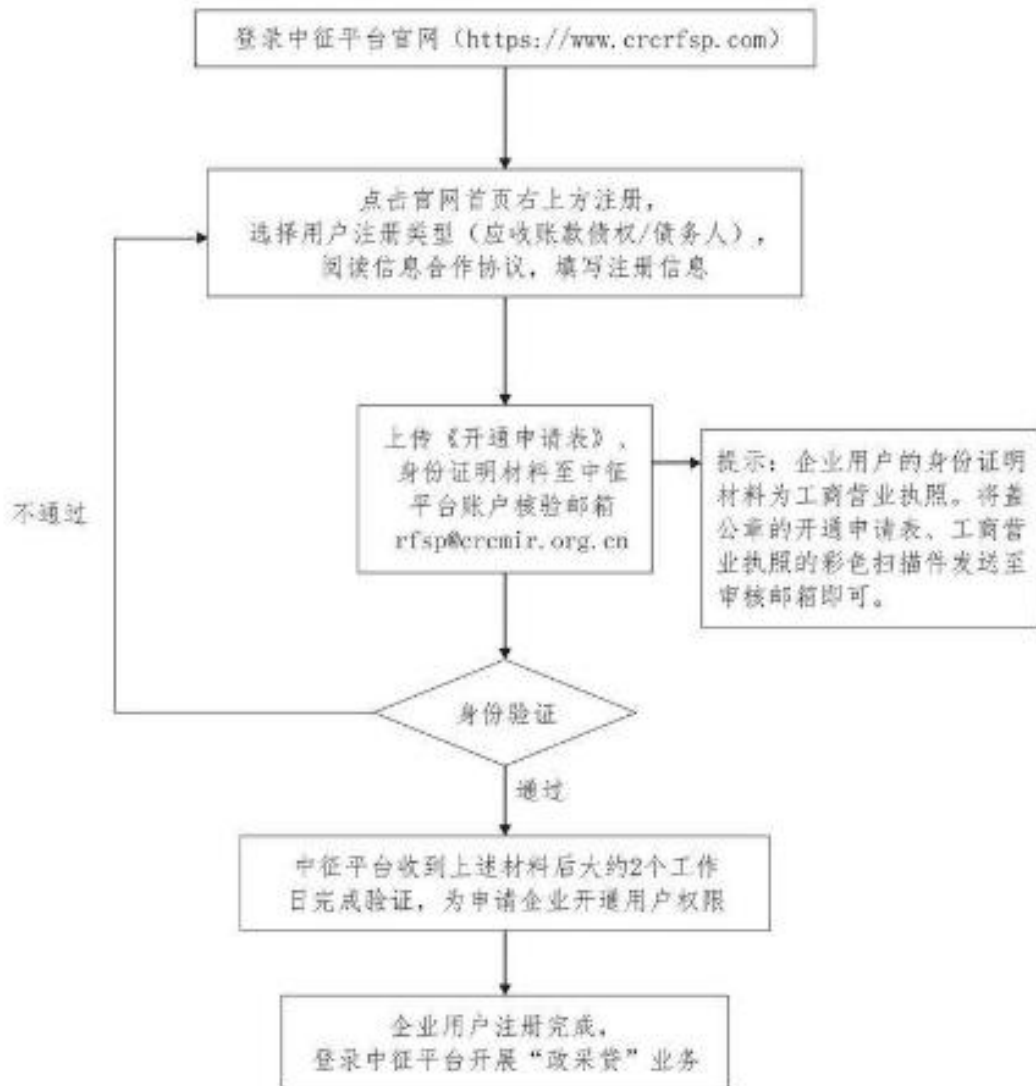 登录中征平台官网（https://www.crcrfsp.com）
点击官网首页右上方注册，
选择用户注册类型（应收账款债权/债务人），
阅读信息合作协议，填写注册信息
上传《开通申请表》、
身份证明材料至中征
平台账户核验邮箱
rfsp@crcmir.org.cn
提示：企业用户的身份证明
材料为工商营业执照。将盖
公章的开通申请表、工商营
业执照的彩色扫描件发送至
审核邮箱即可。
不通过
身份验证
通过
中征平台收到上述材料后大约2个工作
日完成验证，为申请企业开通用户权限
企业用户注册完成，
登录中征平台开展“政采贷”业务